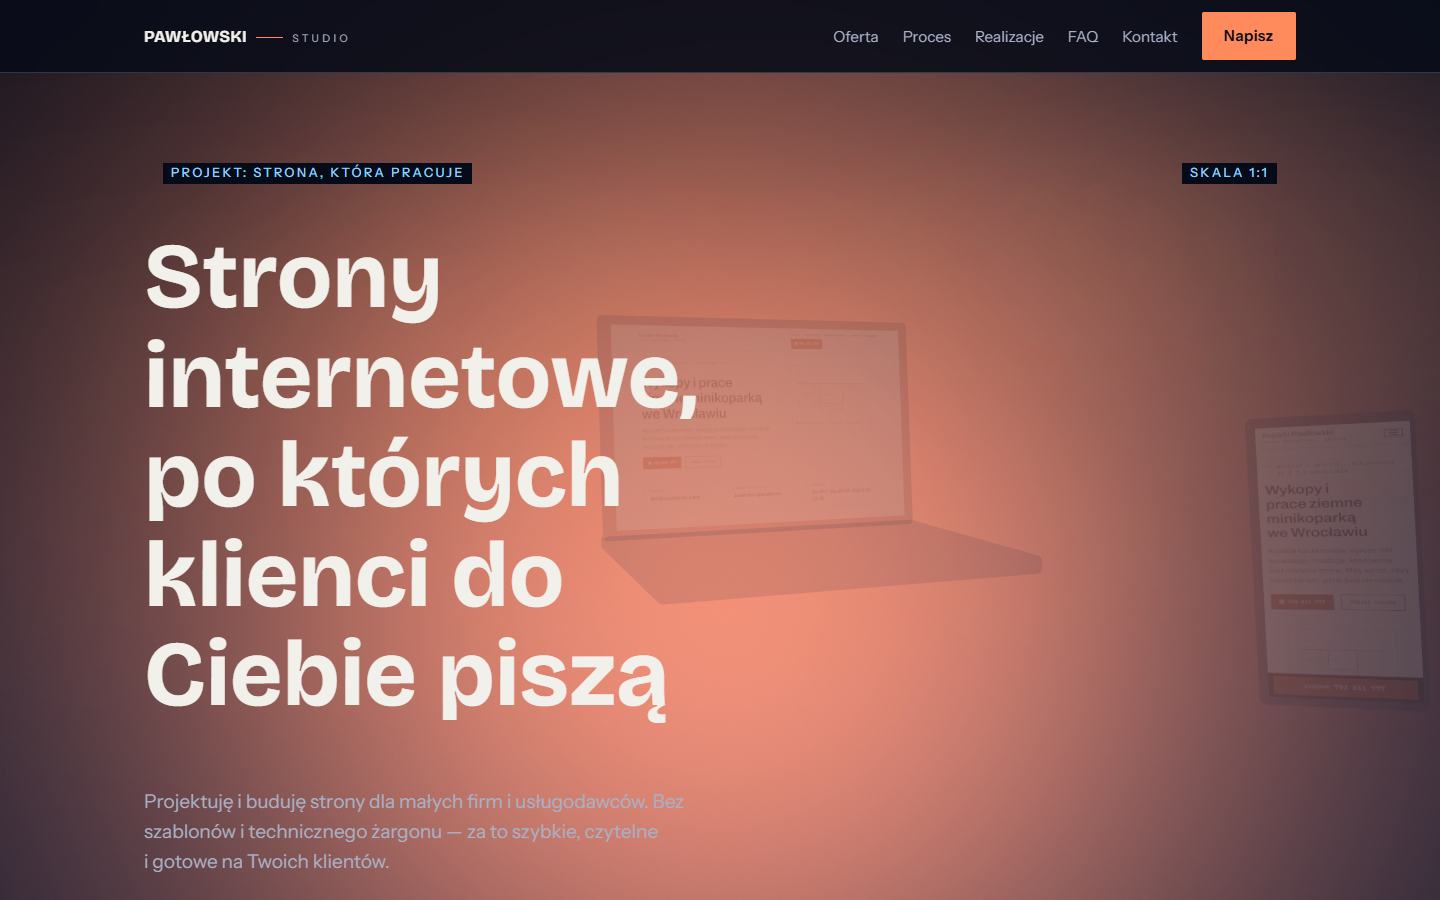 PAWŁOWSKI STUDIO
Oferta Proces Realizacje FAQ Kontakt Napisz
PROJEKT: STRONA, KTÓRA PRACUJE
SKALA 1:1
Strony
internetowe,
po których
klienci do
Ciebie piszą
Projektuję i buduję strony dla małych firm i usługodawców. Bez
szablonów i technicznego żargonu — za to szybkie, czytelne
i gotowe na Twoich klientów.
Wykopy i
prace ziemne
minikoparką
we Wrocławiu